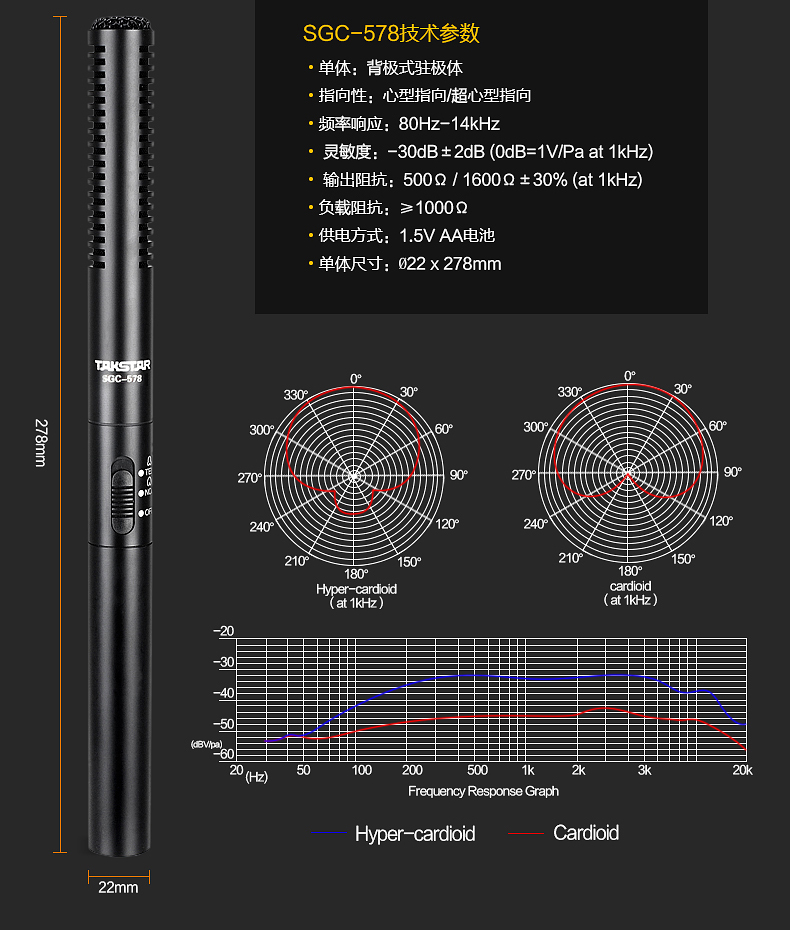 SGC-578技术参数
·单体：背极式驻极体
·指向性：心型指向/超心型指向
·频率响应：80Hz-14kHz
·灵敏度：-30dB±2dB (0dB=1V/Pa at 1kHz)
·输出阻抗：500Ω / 1600Ω ±30% (at 1kHz)
·负载阻抗：≥1000Ω
·供电方式：1.5V AA电池
·单体尺寸：Ø22 x 278mm
TAKSTAR
SGC-578
278mm
22mm
0°
30°
60°
90°
120°
150°
180°
210°
240°
270°
300°
330°
Hyper-cardioid
( at 1kHz )
0°
30°
60°
90°
120°
150°
180°
210°
240°
270°
300°
330°
cardioid
( at 1kHz )
-20
-30
-40
-50
(dBV/pa)
-60
20 (Hz) 50 100 200 500 1k 2k 3k 20k
Frequency Response Graph
Hyper-cardioid Cardioid